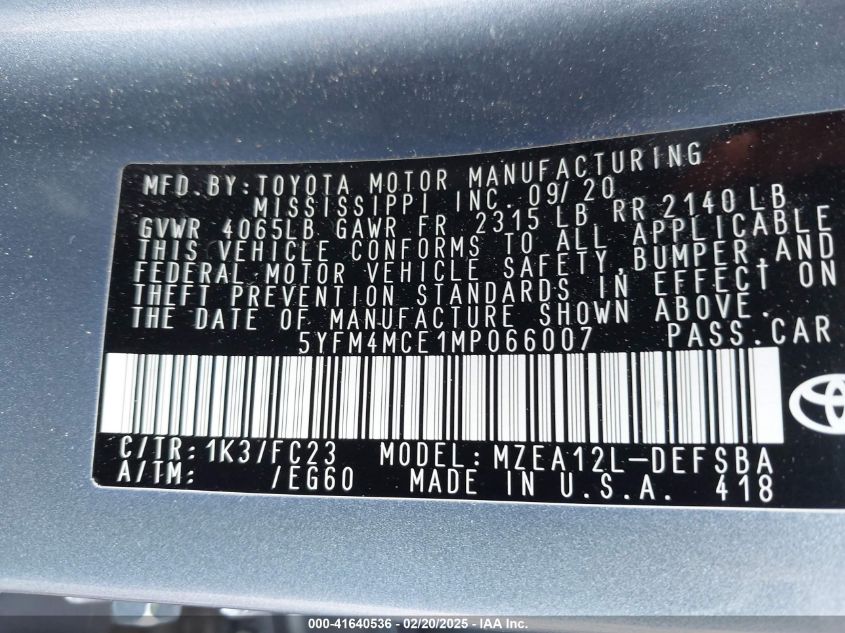 MFD.BY:TOYOTA MOTOR MANUFACTURING
MISSISSIPPI INC. 09/20
GVWR 4065LB GAWR FR 2315 LB RR 2140 LB
THIS VEHICLE CONFORMS TO ALL APPLICABLE
FEDERAL MOTOR VEHICLE SAFETY,BUMPER,AND
THEFT PREVENTION STANDARDS IN EFFECT ON
THE DATE OF MANUFACTURE SHOWN ABOVE.
5YFM4MCE1MP066007 PASS.CAR
C/TR:1K3/FC23 MODEL:MZEA12L-DEFSBA
A/TM: /EG60 MADE IN U.S.A. 418
000-41640536 - 02/20/2025 - IAA Inc.